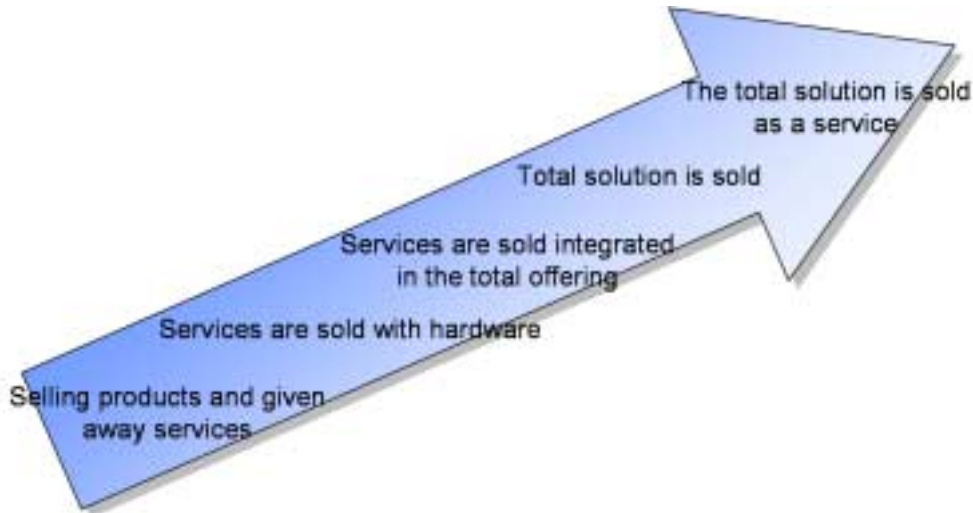 The total solution is sold
as a service
Total solution is sold
Services are sold integrated
in the total offering
Services are sold with hardware
Selling products and given
away services